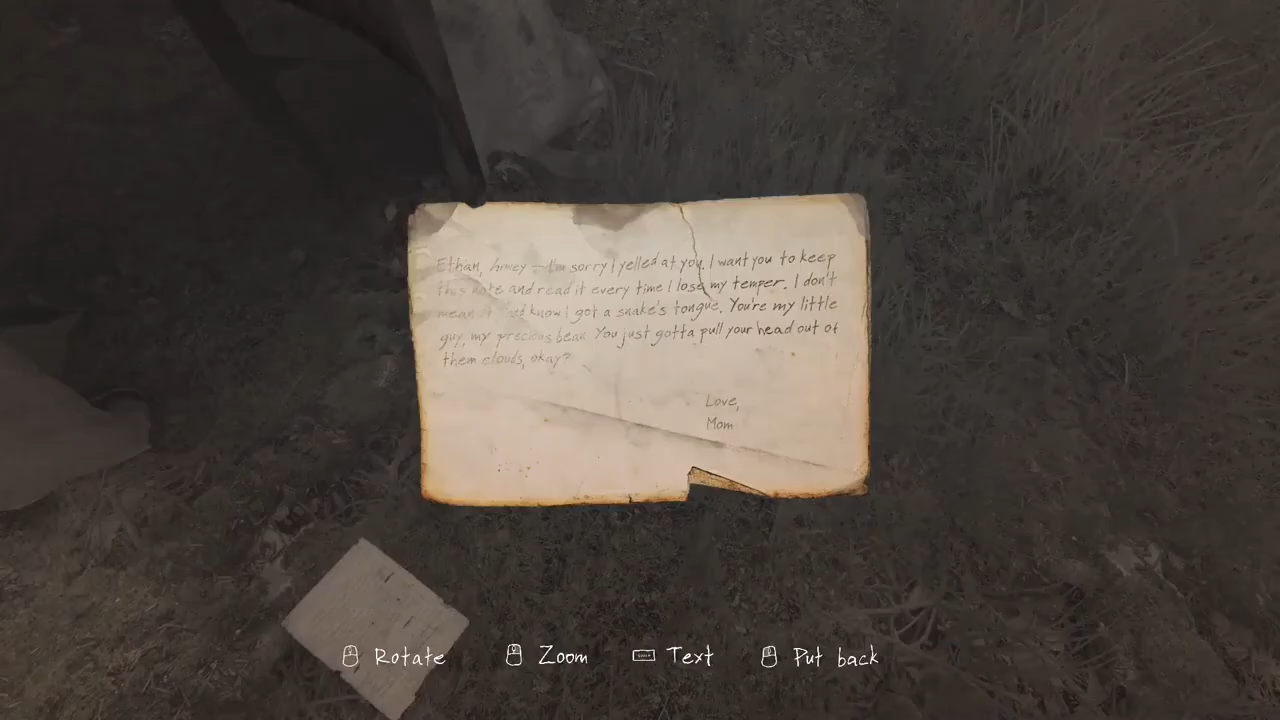 Ethan, honey — I'm sorry I yelled at you. I want you to keep
this note and read it every time I lose my temper. I don't
mean it and know I got a snake's tongue. You're my little
guy, my precious bean. You just gotta pull your head out of
them clouds, okay?
Love,
Mom
Rotate
Zoom
Text
Put back